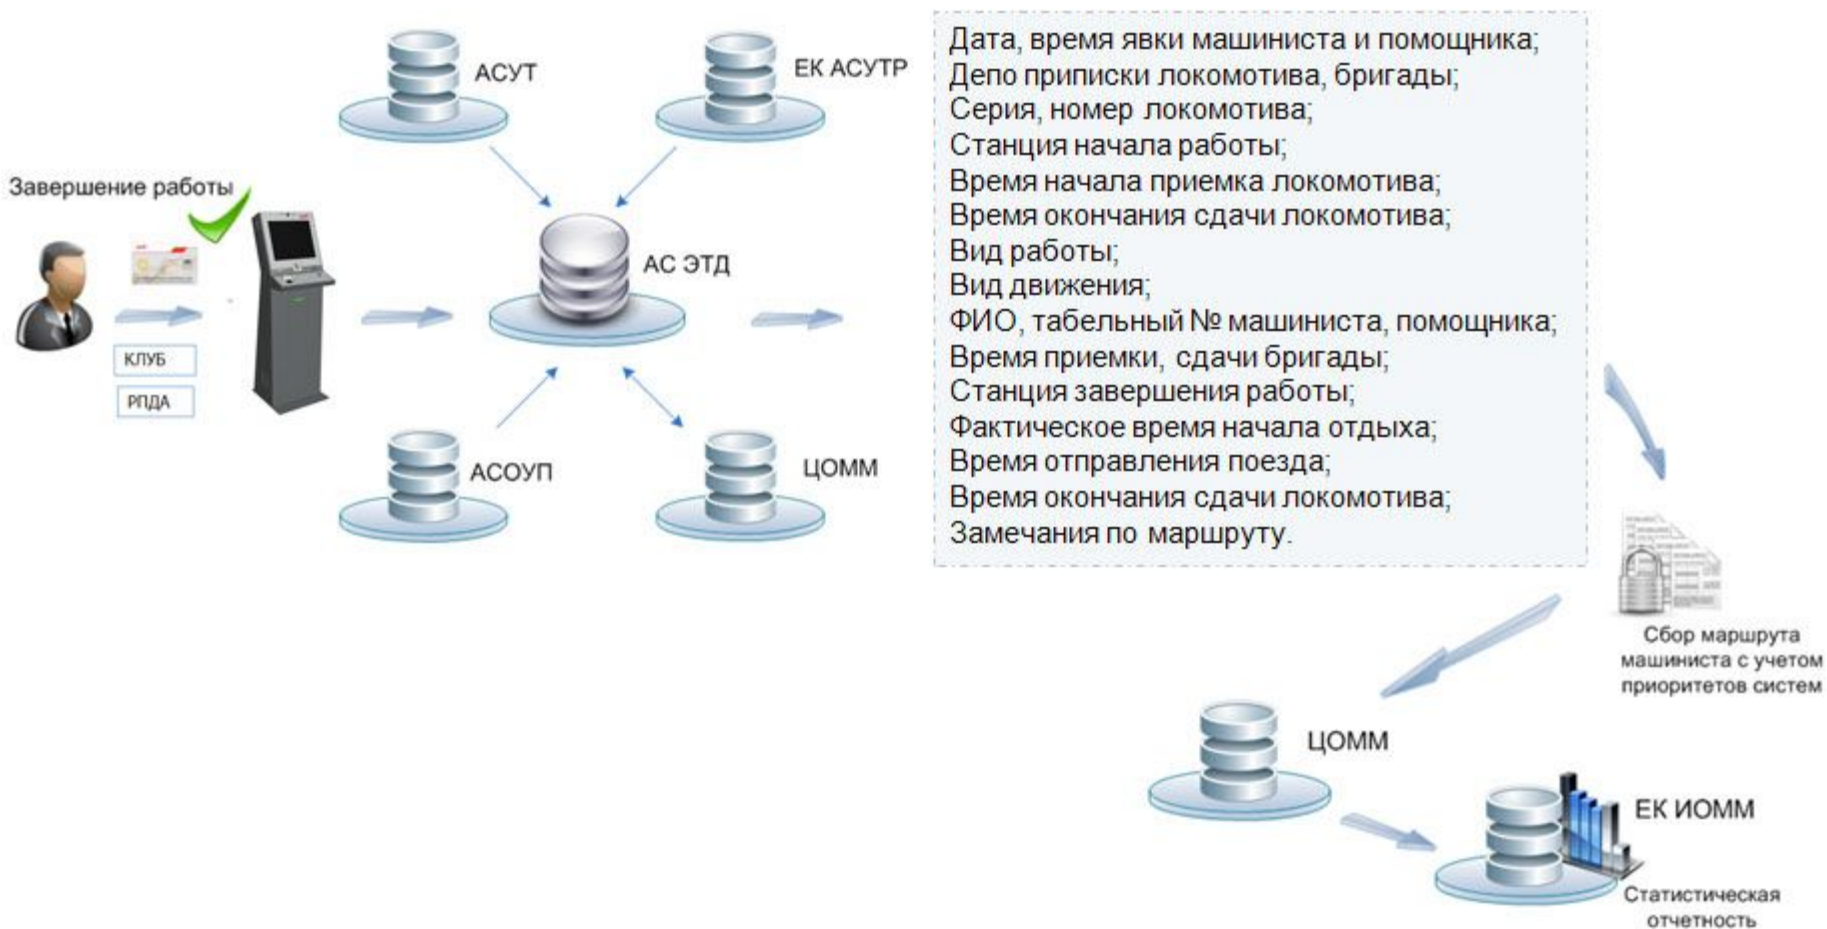 АСУТ
ЕК АСУТР
Завершение работы
КЛУБ
РПДА
АС ЭТД
АСОУП
ЦОММ
Дата, время явки машиниста и помощника;
Депо приписки локомотива, бригады;
Серия, номер локомотива;
Станция начала работы;
Время начала приемка локомотива;
Время окончания сдачи локомотива;
Вид работы;
Вид движения;
ФИО, табельный № машиниста, помощника;
Время приемки, сдачи бригады;
Станция завершения работы;
Фактическое время начала отдыха;
Время отправления поезда;
Время окончания сдачи локомотива;
Замечания по маршруту.
Сбор маршрута
машиниста с учетом
приоритетов систем
ЦОММ
ЕК ИОММ
Статистическая
отчетность